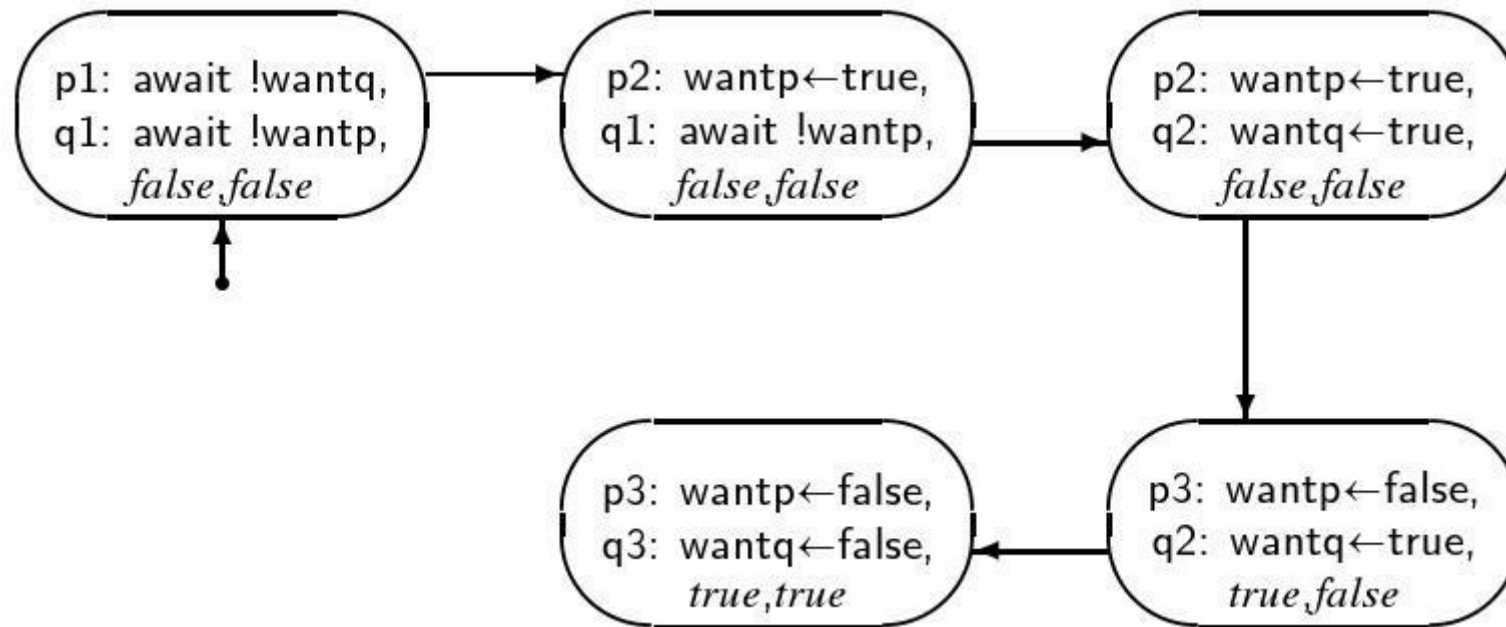 p1: await !wantq,
q1: await !wantp,
false,false
p2: wantp←true,
q1: await !wantp,
false,false
p2: wantp←true,
q2: wantq←true,
false,false
p3: wantp←false,
q3: wantq←false,
true,true
p3: wantp←false,
q2: wantq←true,
true,false